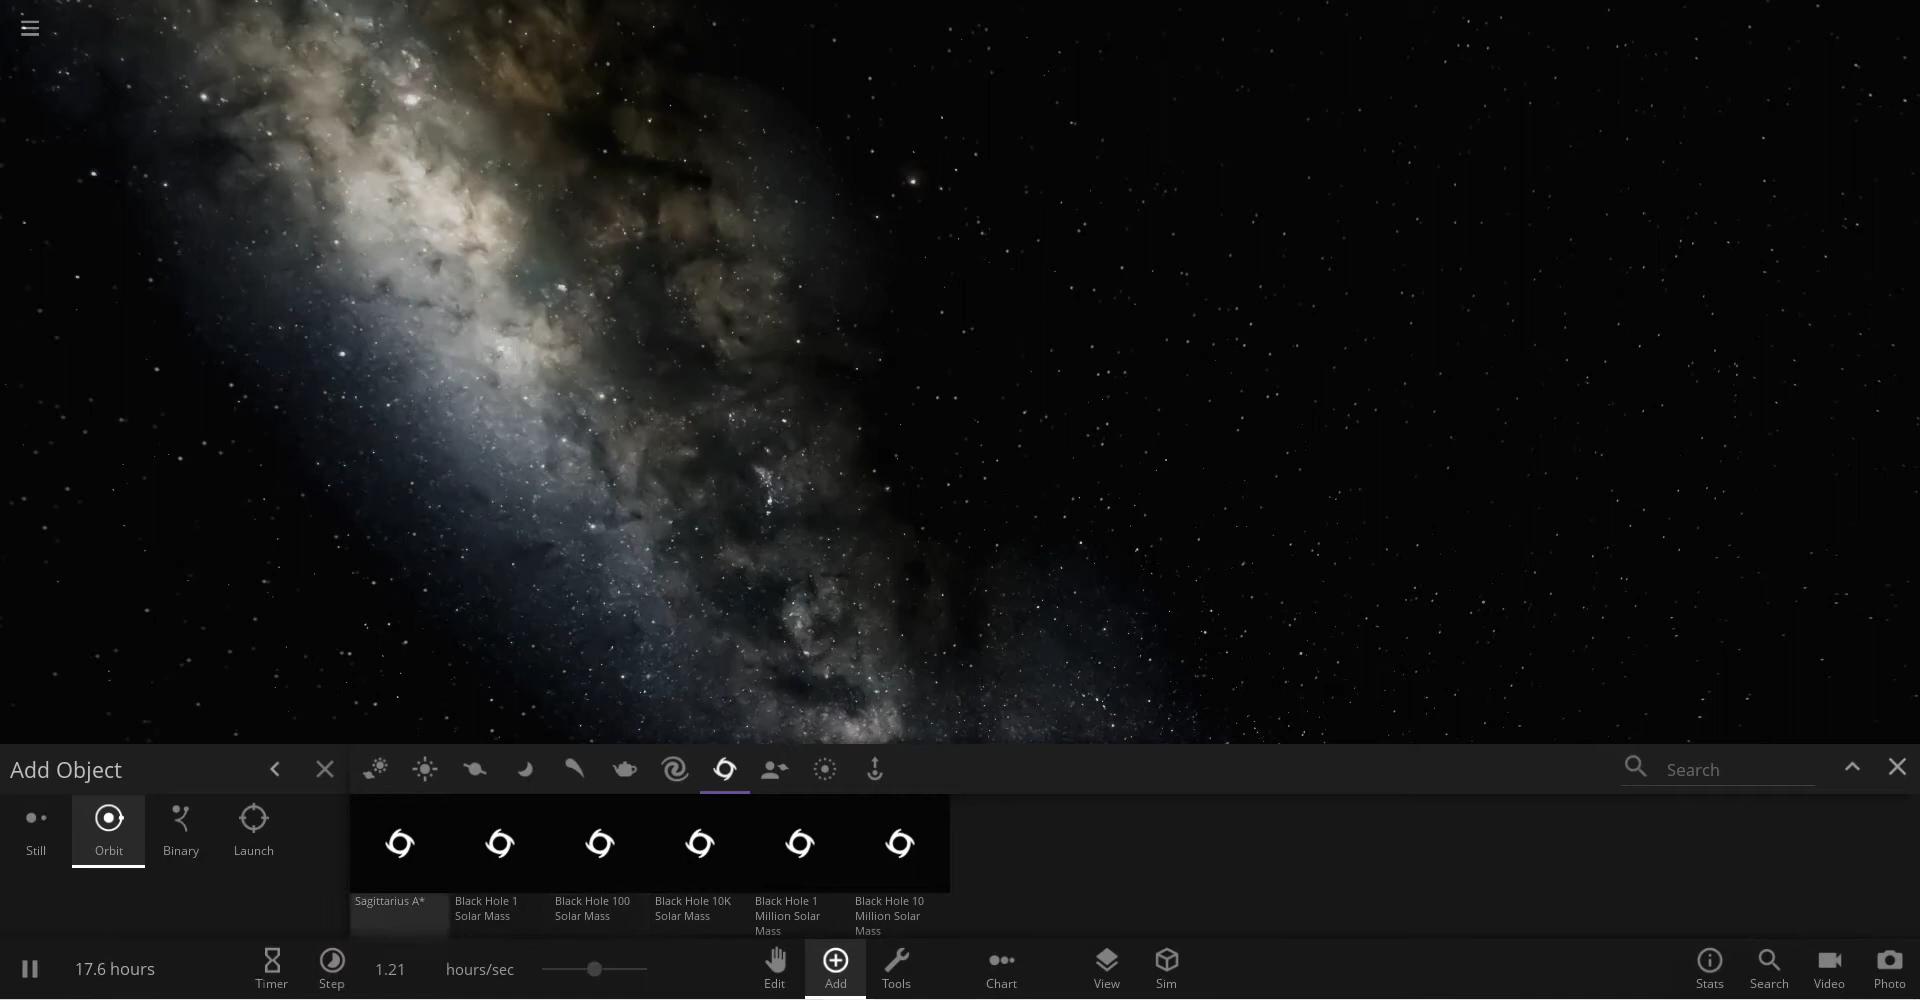 Add Object
Search
Still
Orbit
Binary
Launch
Sagittarius A*
Black Hole 1
Solar Mass
Black Hole 100
Solar Mass
Black Hole 10K
Solar Mass
Black Hole 1
Million Solar
Mass
Black Hole 10
Million Solar
Mass
17.6 hours
Timer
Step
1.21
hours/sec
Edit
Add
Tools
Chart
View
Sim
Stats
Search
Video
Photo